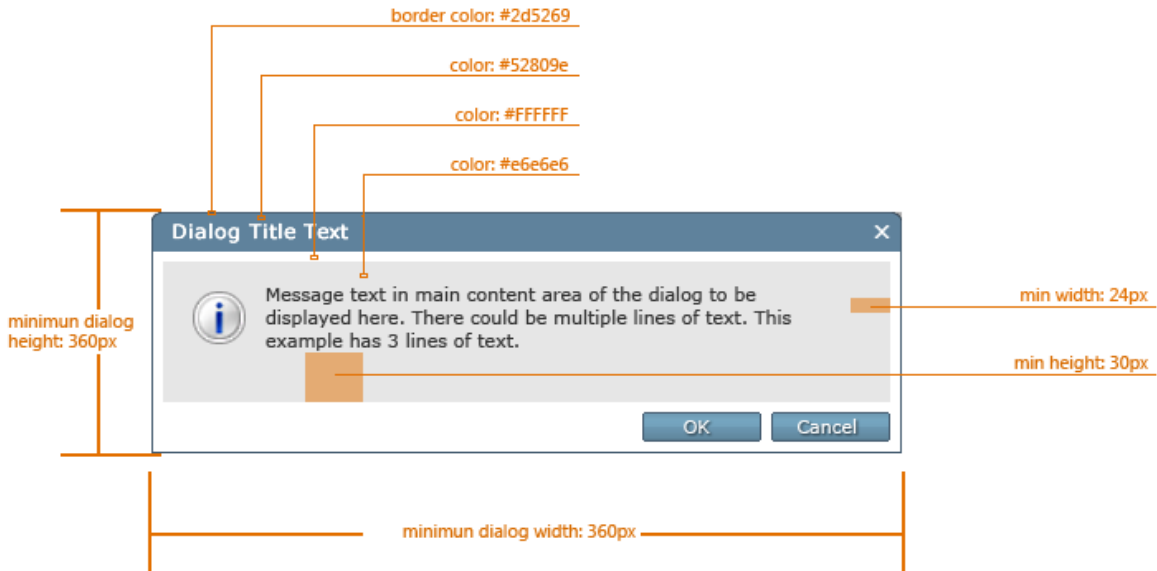 border color: #2d5269
color: #52809e
color: #FFFFFF
color: #e6e6e6
Dialog Title Text
Message text in main content area of the dialog to be
displayed here. There could be multiple lines of text. This
example has 3 lines of text.
min width: 24px
minimun dialog
height: 360px
min height: 30px
OK
Cancel
minimun dialog width: 360px